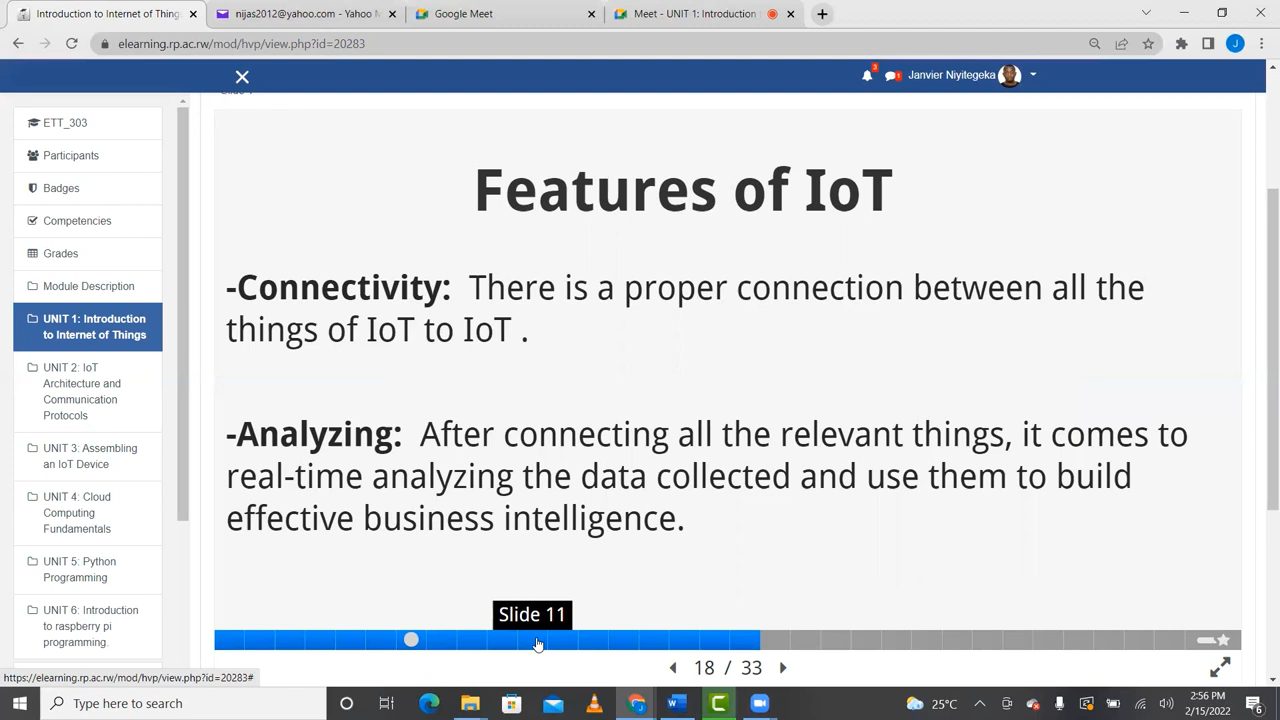 Introduction to Internet of Thing
nijas2012@yahoo.com - Yahoo M
Google Meet
Meet - UNIT 1: Introduction
elearning.rp.ac.rw/mod/hvp/view.php?id=20283
J
3
1
Janvier Niyitegeka
ETT_303
Participants
Badges
Competencies
Grades
Module Description
UNIT 1: Introduction
to Internet of Things
UNIT 2: IoT
Architecture and
Communication
Protocols
UNIT 3: Assembling
an IoT Device
UNIT 4: Cloud
Computing
Fundamentals
UNIT 5: Python
Programming
UNIT 6: Introduction
to raspberry pi
programming.
Features of IoT
-Connectivity: There is a proper connection between all the
things of IoT to IoT .
-Analyzing: After connecting all the relevant things, it comes to
real-time analyzing the data collected and use them to build
effective business intelligence.
Slide 11
18 / 33
https://elearning.rp.ac.rw/mod/hvp/view.php?id=20283#
Type here to search
25°C
2:56 PM
2/15/2022
6